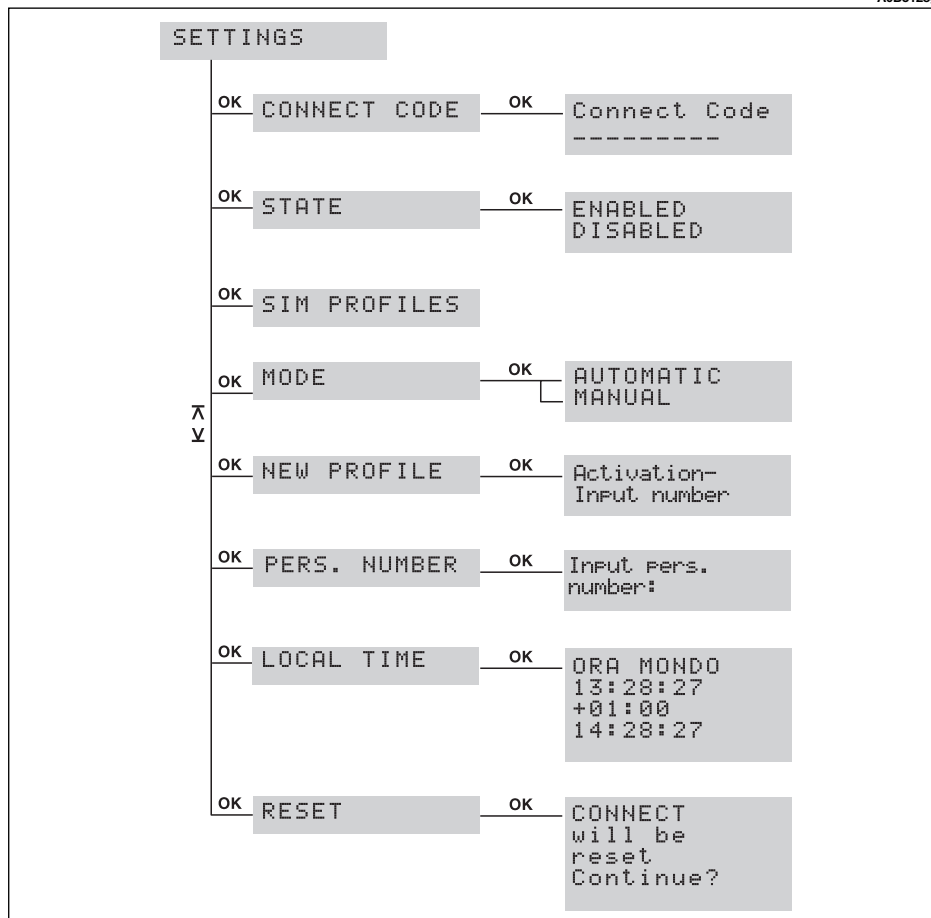 SETTINGS
OK CONNECT CODE OK Connect Code
---------
OK STATE OK ENABLED
DISABLED
OK SIM PROFILES
OK MODE OK AUTOMATIC
MANUAL
OK NEW PROFILE OK Activation-
Input number
OK PERS. NUMBER OK Input pers.
number:
OK LOCAL TIME OK ORA MONDO
13:28:27
+01:00
14:28:27
OK RESET OK CONNECT
will be
reset
Continue?